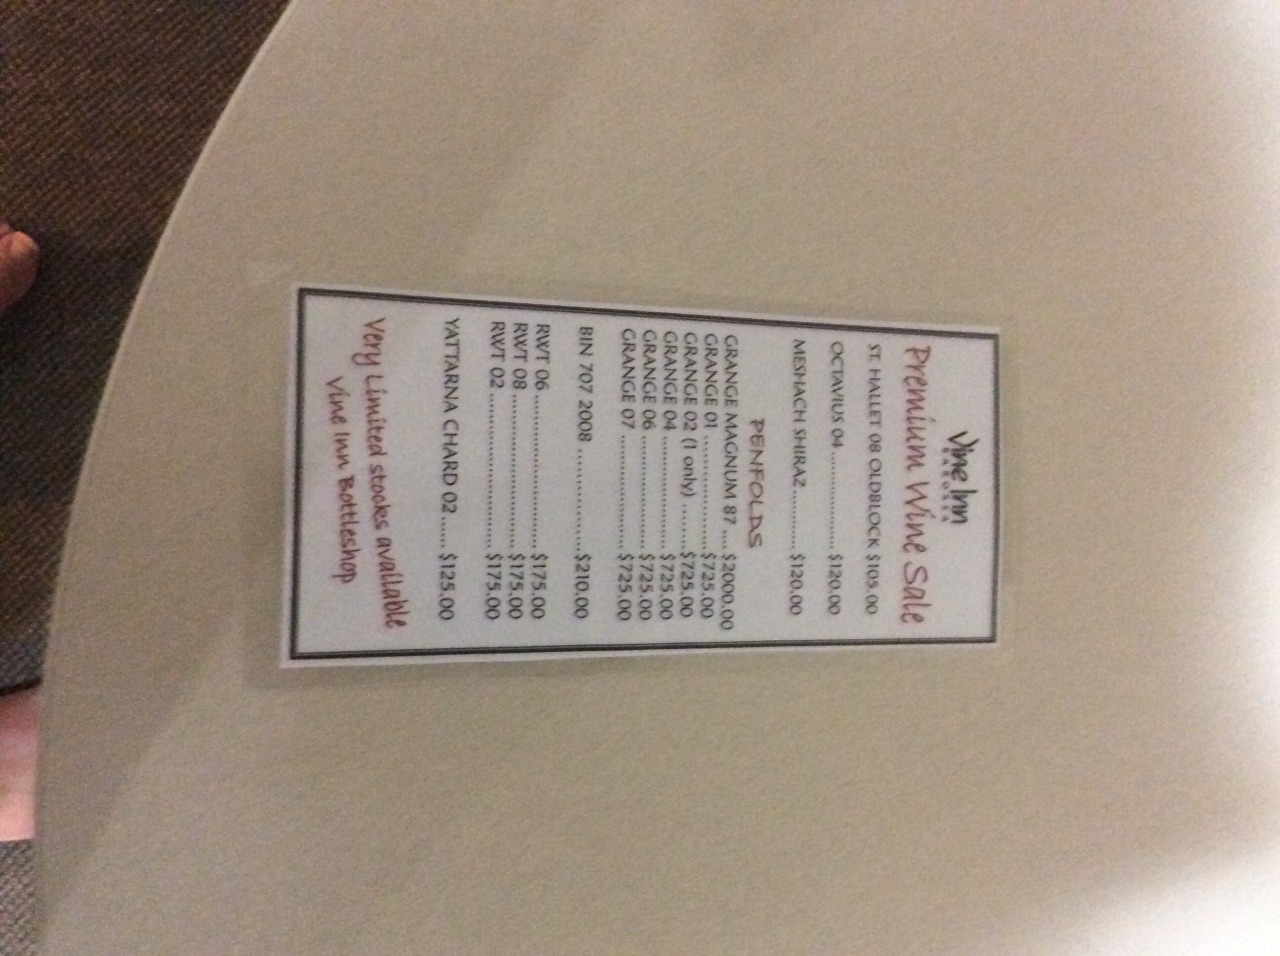 Vine Inn
BAROSSA
Premium Wine Sale
ST. HALLET 08 OLDBLOCK $105.00
OCTAVIUS 04 ..................... $120.00
MESHACH SHIRAZ ............ $120.00
PENFOLDS
GRANGE MAGNUM 87 .... $2000.00
GRANGE 01 ....................... $725.00
GRANGE 02 (1 only) ........ $725.00
GRANGE 04 ...................... $725.00
GRANGE 06 ...................... $725.00
GRANGE 07 ...................... $725.00
BIN 707 2008 ................... $210.00
RWT 06 ............................. $175.00
RWT 08 ............................. $175.00
RWT 02 ............................. $175.00
YATTARNA CHARD 02 ...... $125.00
Very Limited stocks available
Vine Inn Bottleshop